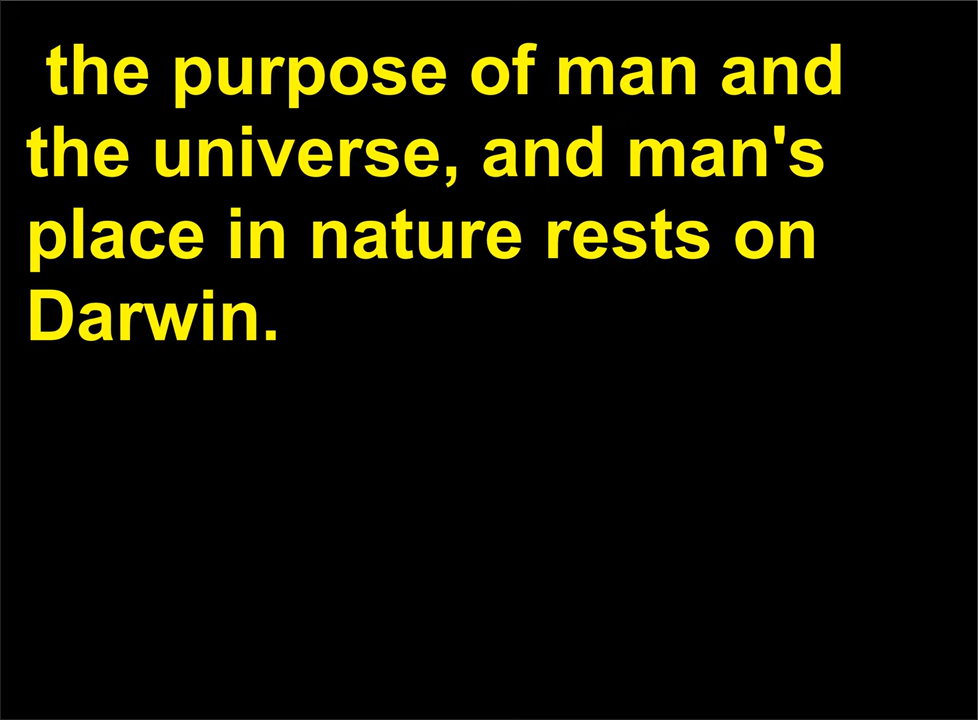 the purpose of man and
the universe, and man's
place in nature rests on
Darwin.